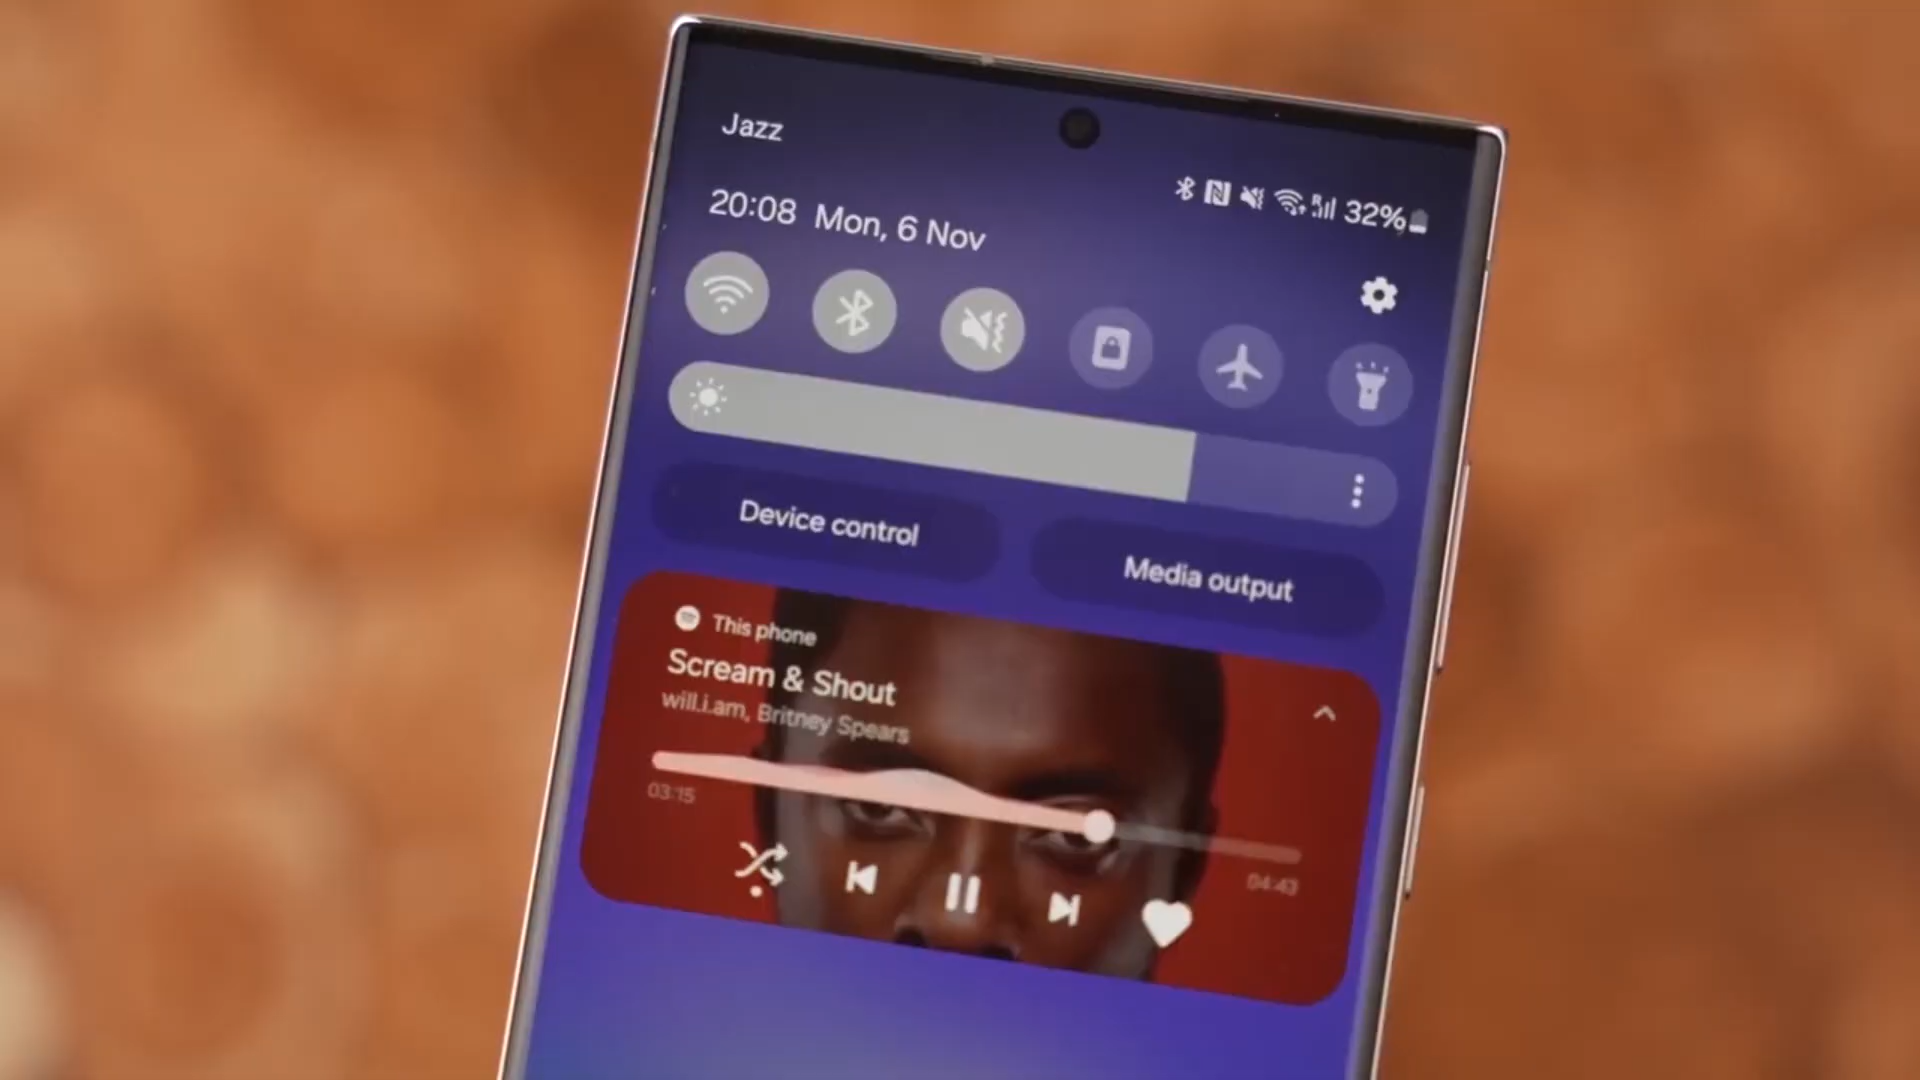 Jazz
32%
20:08 Mon, 6 Nov
Device control
Media output
This phone
Scream & Shout
will.i.am, Britney Spears
03:15
04:43